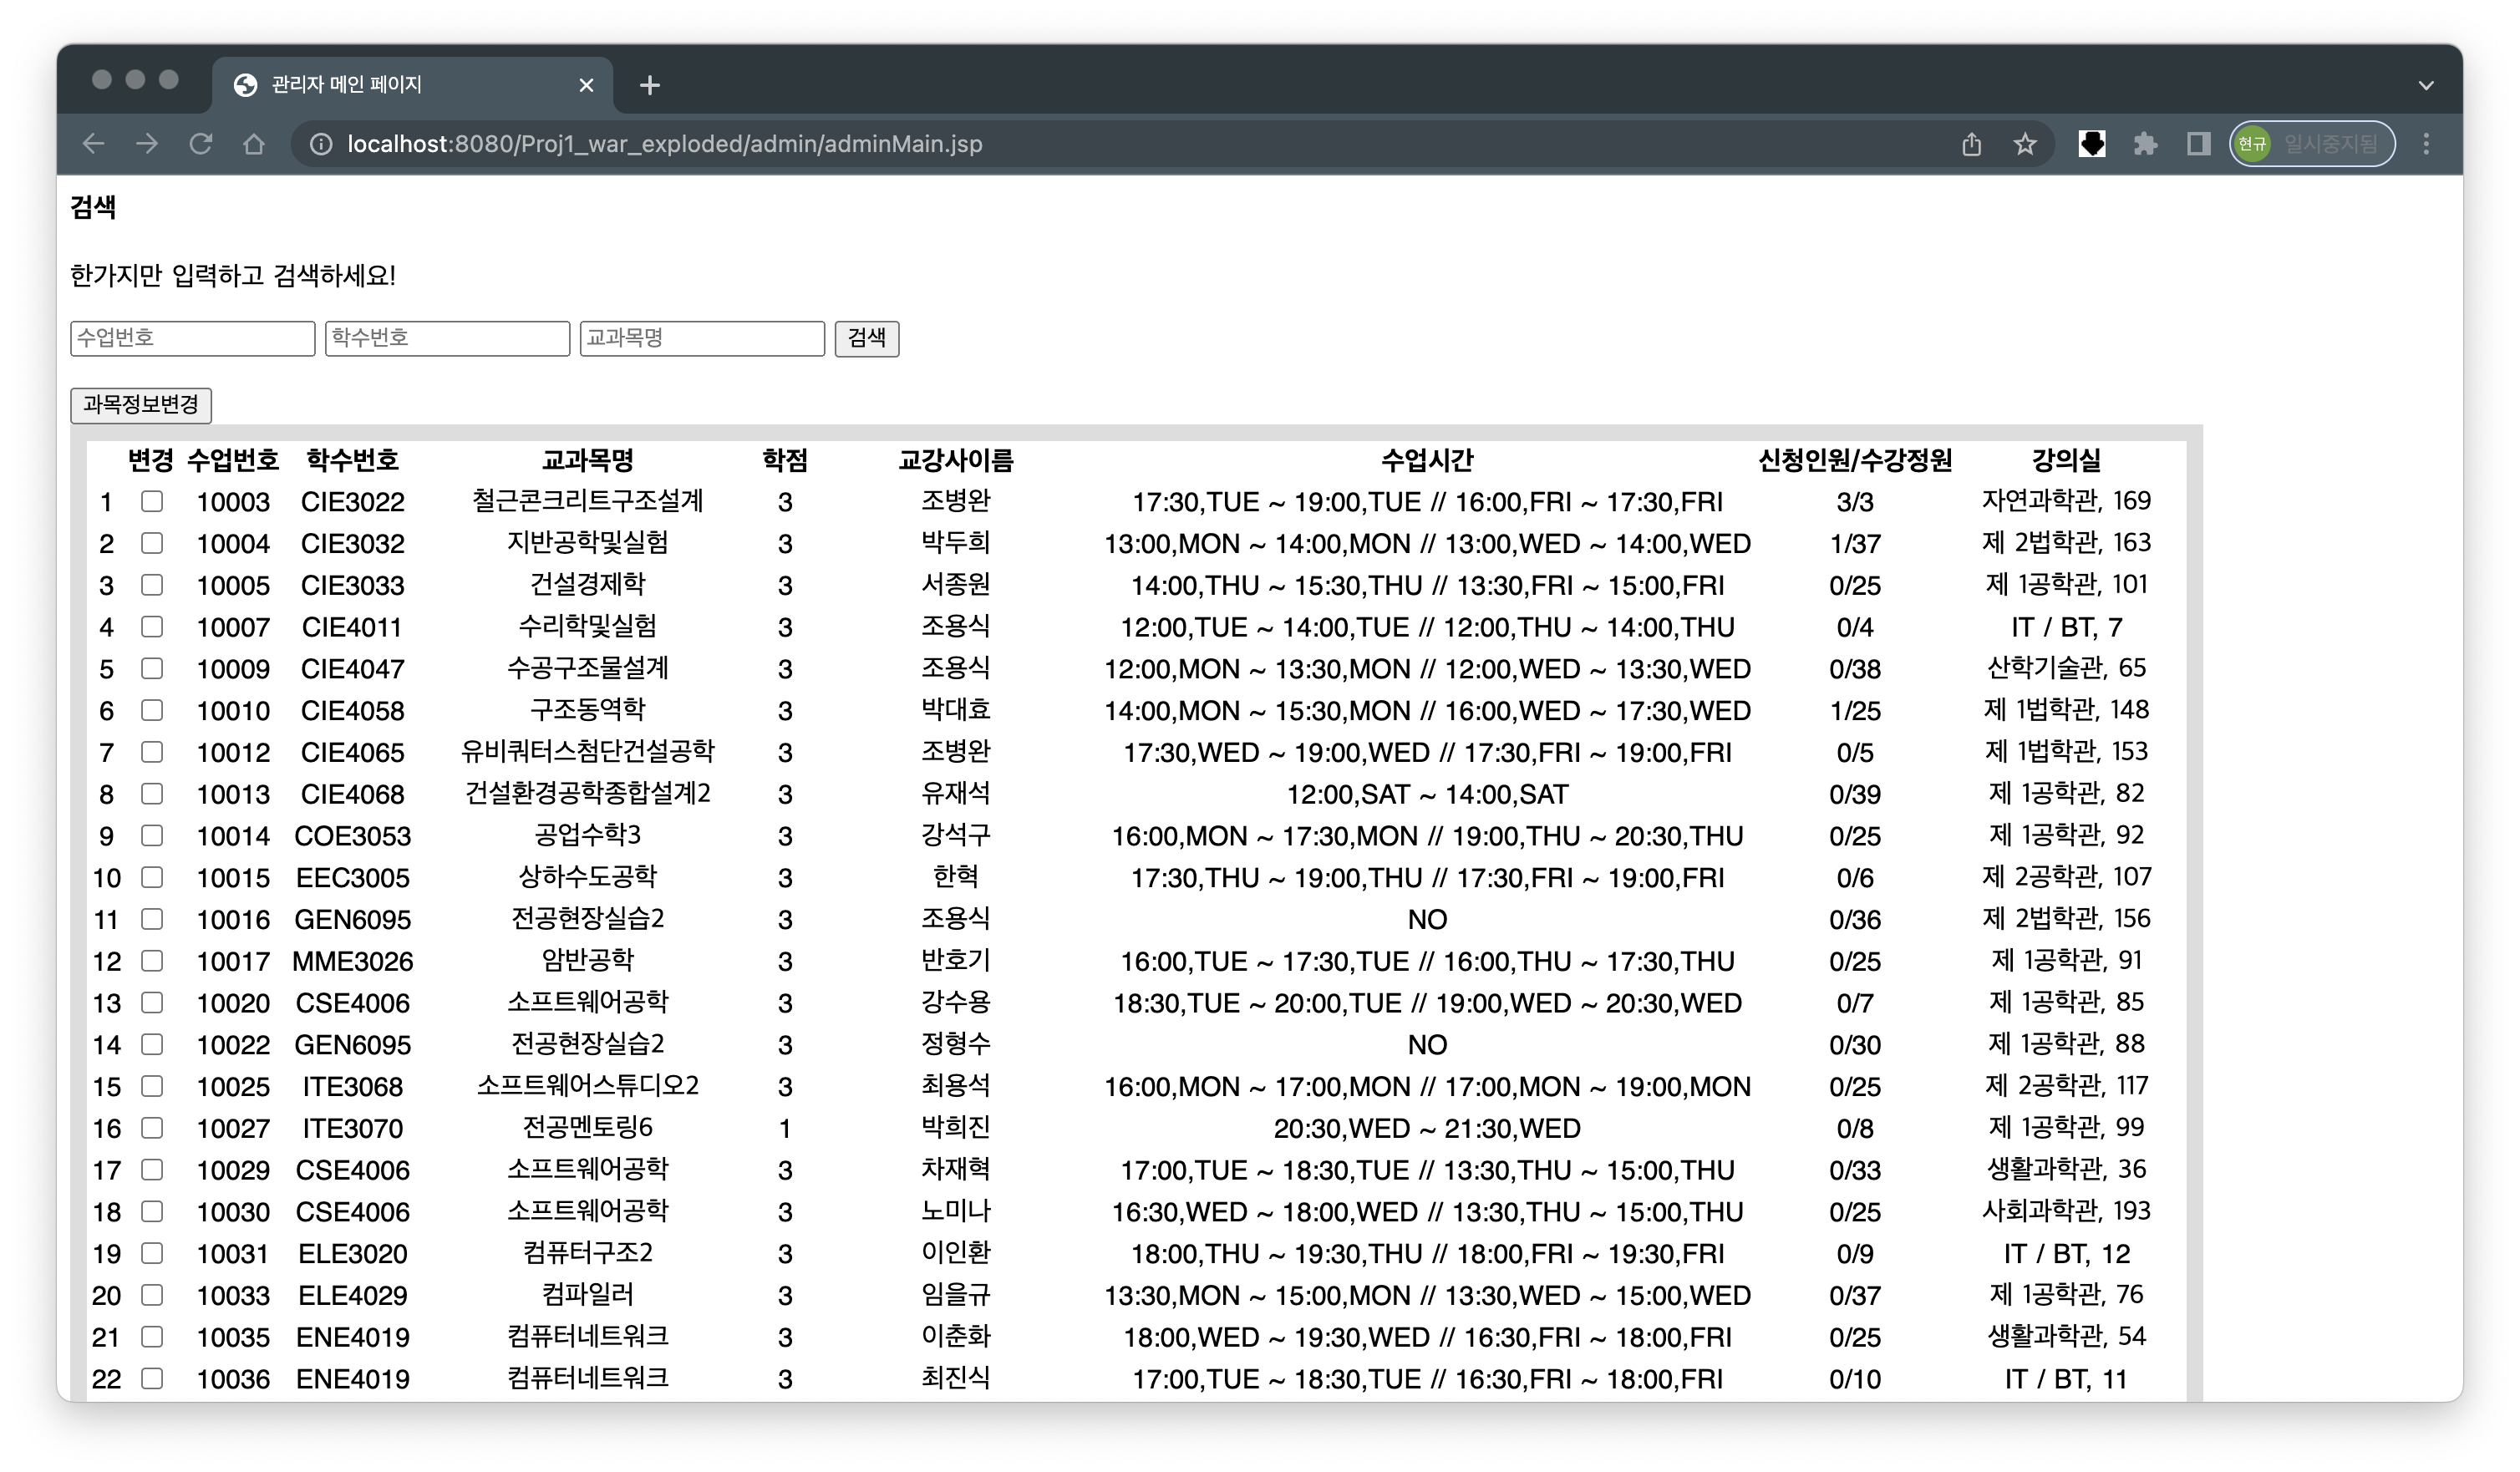 관리자 메인 페이지
localhost:8080/Proj1_war_exploded/admin/adminMain.jsp 현규 일시중지됨
검색
한가지만 입력하고 검색하세요!
수업번호 학수번호 교과목명 검색
과목정보변경
변경 수업번호 학수번호 교과목명 학점 교강사이름 수업시간 신청인원/수강정원 강의실
1 10003 CIE3022 철근콘크리트구조설계 3 조병완 17:30,TUE ~ 19:00,TUE // 16:00,FRI ~ 17:30,FRI 3/3 자연과학관, 169
2 10004 CIE3032 지반공학및실험 3 박두희 13:00,MON ~ 14:00,MON // 13:00,WED ~ 14:00,WED 1/37 제 2법학관, 163
3 10005 CIE3033 건설경제학 3 서종원 14:00,THU ~ 15:30,THU // 13:30,FRI ~ 15:00,FRI 0/25 제 1공학관, 101
4 10007 CIE4011 수리학및실험 3 조용식 12:00,TUE ~ 14:00,TUE // 12:00,THU ~ 14:00,THU 0/4 IT / BT, 7
5 10009 CIE4047 수공구조물설계 3 조용식 12:00,MON ~ 13:30,MON // 12:00,WED ~ 13:30,WED 0/38 산학기술관, 65
6 10010 CIE4058 구조동역학 3 박대효 14:00,MON ~ 15:30,MON // 16:00,WED ~ 17:30,WED 1/25 제 1법학관, 148
7 10012 CIE4065 유비쿼터스첨단건설공학 3 조병완 17:30,WED ~ 19:00,WED // 17:30,FRI ~ 19:00,FRI 0/5 제 1법학관, 153
8 10013 CIE4068 건설환경공학종합설계2 3 유재석 12:00,SAT ~ 14:00,SAT 0/39 제 1공학관, 82
9 10014 COE3053 공업수학3 3 강석구 16:00,MON ~ 17:30,MON // 19:00,THU ~ 20:30,THU 0/25 제 1공학관, 92
10 10015 EEC3005 상하수도공학 3 한혁 17:30,THU ~ 19:00,THU // 17:30,FRI ~ 19:00,FRI 0/6 제 2공학관, 107
11 10016 GEN6095 전공현장실습2 3 조용식 NO 0/36 제 2법학관, 156
12 10017 MME3026 암반공학 3 반호기 16:00,TUE ~ 17:30,TUE // 16:00,THU ~ 17:30,THU 0/25 제 1공학관, 91
13 10020 CSE4006 소프트웨어공학 3 강수용 18:30,TUE ~ 20:00,TUE // 19:00,WED ~ 20:30,WED 0/7 제 1공학관, 85
14 10022 GEN6095 전공현장실습2 3 정형수 NO 0/30 제 1공학관, 88
15 10025 ITE3068 소프트웨어스튜디오2 3 최용석 16:00,MON ~ 17:00,MON // 17:00,MON ~ 19:00,MON 0/25 제 2공학관, 117
16 10027 ITE3070 전공멘토링6 1 박희진 20:30,WED ~ 21:30,WED 0/8 제 1공학관, 99
17 10029 CSE4006 소프트웨어공학 3 차재혁 17:00,TUE ~ 18:30,TUE // 13:30,THU ~ 15:00,THU 0/33 생활과학관, 36
18 10030 CSE4006 소프트웨어공학 3 노미나 16:30,WED ~ 18:00,WED // 13:30,THU ~ 15:00,THU 0/25 사회과학관, 193
19 10031 ELE3020 컴퓨터구조2 3 이인환 18:00,THU ~ 19:30,THU // 18:00,FRI ~ 19:30,FRI 0/9 IT / BT, 12
20 10033 ELE4029 컴파일러 3 임을규 13:30,MON ~ 15:00,MON // 13:30,WED ~ 15:00,WED 0/37 제 1공학관, 76
21 10035 ENE4019 컴퓨터네트워크 3 이춘화 18:00,WED ~ 19:30,WED // 16:30,FRI ~ 18:00,FRI 0/25 생활과학관, 54
22 10036 ENE4019 컴퓨터네트워크 3 최진식 17:00,TUE ~ 18:30,TUE // 16:30,FRI ~ 18:00,FRI 0/10 IT / BT, 11